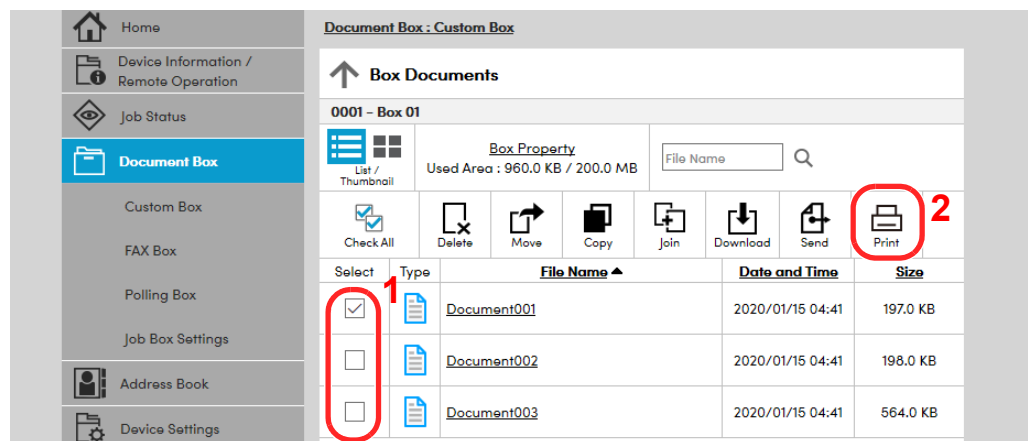 Home
Document Box : Custom Box
Device Information /
Remote Operation
Box Documents
Job Status
0001 - Box 01
Document Box
List /
Thumbnail
Box Property
Used Area : 960.0 KB / 200.0 MB
File Name
Custom Box
FAX Box
Polling Box
Job Box Settings
Address Book
Device Settings
Check All
Delete
Move
Copy
Join
Download
Send
Print
2
Select
Type
File Name ▲
Date and Time
Size
1
Document001
2020/01/15 04:41
197.0 KB
Document002
2020/01/15 04:41
198.0 KB
Document003
2020/01/15 04:41
564.0 KB